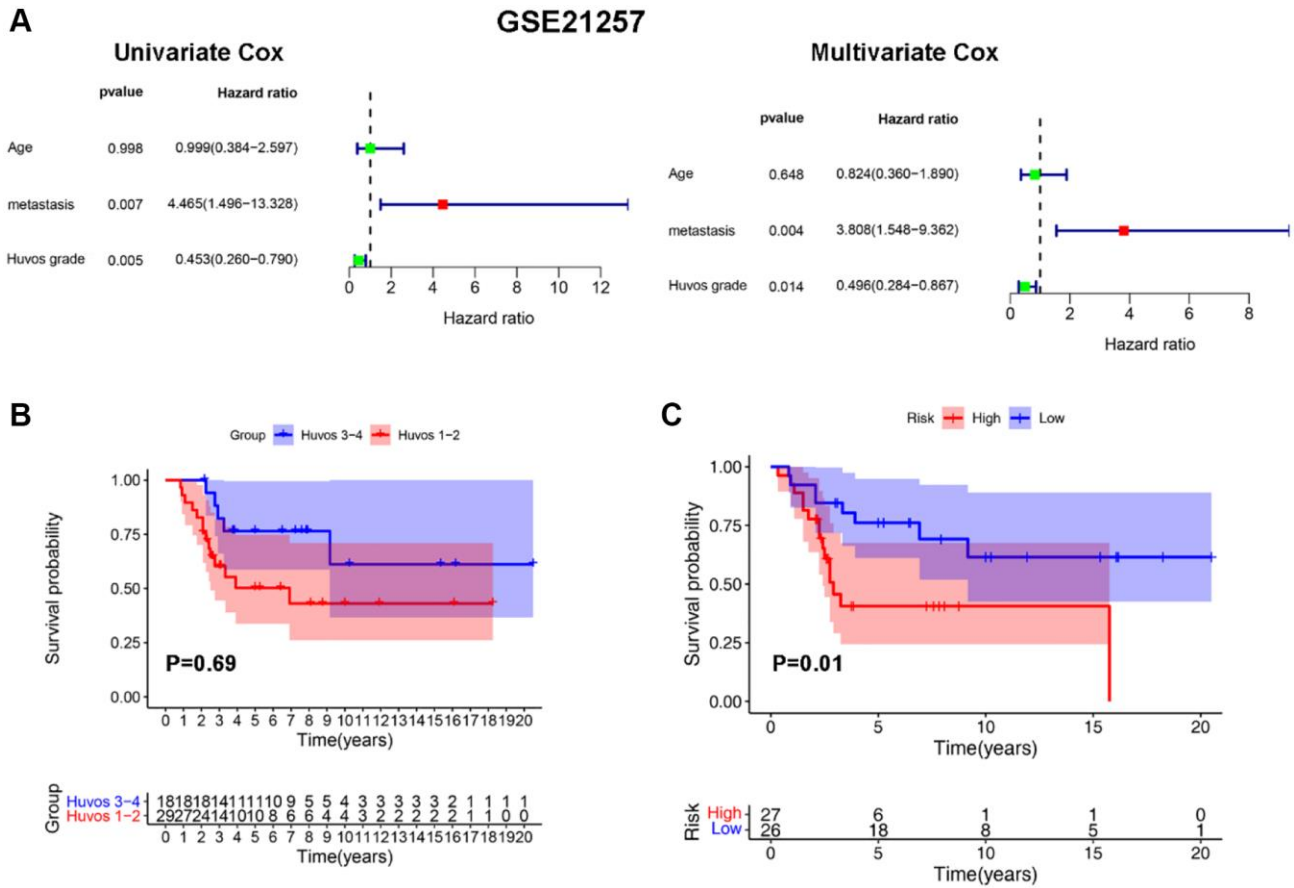 A
GSE21257
Univariate Cox
pvalue Hazard ratio
Age 0.998 0.999(0.384−2.597)
metastasis 0.007 4.465(1.496−13.328)
Huvos grade 0.005 0.453(0.260−0.790)
0 2 4 6 8 10 12
Hazard ratio
Multivariate Cox
pvalue Hazard ratio
Age 0.648 0.824(0.360−1.890)
metastasis 0.004 3.808(1.548−9.362)
Huvos grade 0.014 0.496(0.284−0.867)
0 2 4 6 8
Hazard ratio
B
Group Huvos 3−4 Huvos 1−2
Survival probability
1.00
0.75
0.50
0.25
0.00
P=0.69
0 1 2 3 4 5 6 7 8 9 10 11 12 13 14 15 16 17 18 19 20
Time(years)
Group
Huvos 3−4 18 18 18 14 11 11 10 9 5 5 4 3 3 3 3 3 2 1 1 1 1
Huvos 1−2 29 27 24 14 10 10 8 6 6 4 4 3 2 2 2 2 2 1 1 0 0
0 1 2 3 4 5 6 7 8 9 10 11 12 13 14 15 16 17 18 19 20
Time(years)
C
Risk High Low
Survival probability
1.00
0.75
0.50
0.25
0.00
P=0.01
0 5 10 15 20
Time(years)
Risk
High 27 6 1 1 0
Low 26 18 8 5 1
0 5 10 15 20
Time(years)